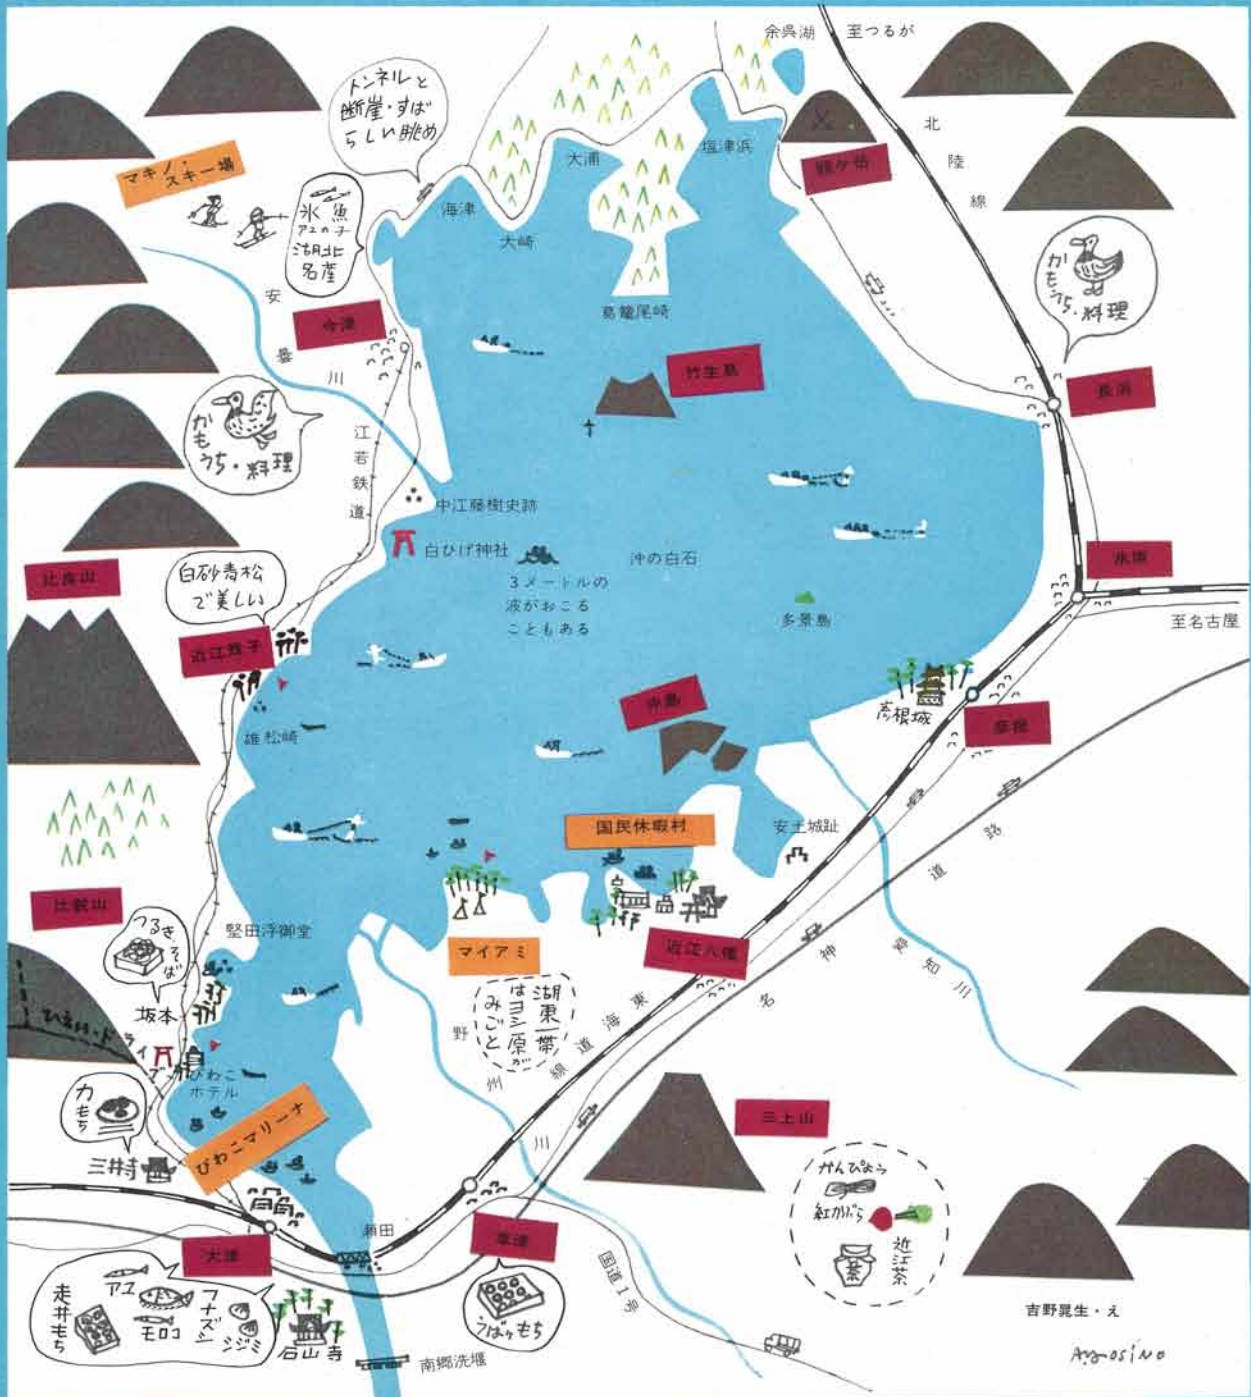 余呉湖
至つるが
北陸線
トンネルと
断崖・すば
らしい眺め
マキノ・
スキー場
氷魚
アユの子
湖北
名産
海津
大崎
大浦
塩津浜
賤ヶ岳
葛籠尾崎
竹生島
かも
うち・料理
長浜
安曇川
今津
かも
うち・料理
江若鉄道
中江藤樹史跡
白ひげ神社
沖の白石
3メートルの
波がおこる
こともある
多景島
米原
至名古屋
比良山
白砂青松
で美しい
近江舞子
雄松崎
沖島
彦根城
彦根
国民休暇村
安土城趾
名神道路
愛知川
比叡山
つるき・
そば
堅田浮御堂
坂本
ひえい・ドライブ
びわこ
ホテル
マイアミ
湖東一帯
はヨシ原が
みごと
近江八幡
東海道線
野州川
力もち
三井寺
びわこマリーナ
三上山
かんぴょう
紅かぶら
近江茶
茶
大津
瀬田
草津
うばがもち
国道1号
アユ
フナズシ
モロコ
シジミ
走井もち
石山寺
南郷洗堰
吉野晃生・え
Ayosino